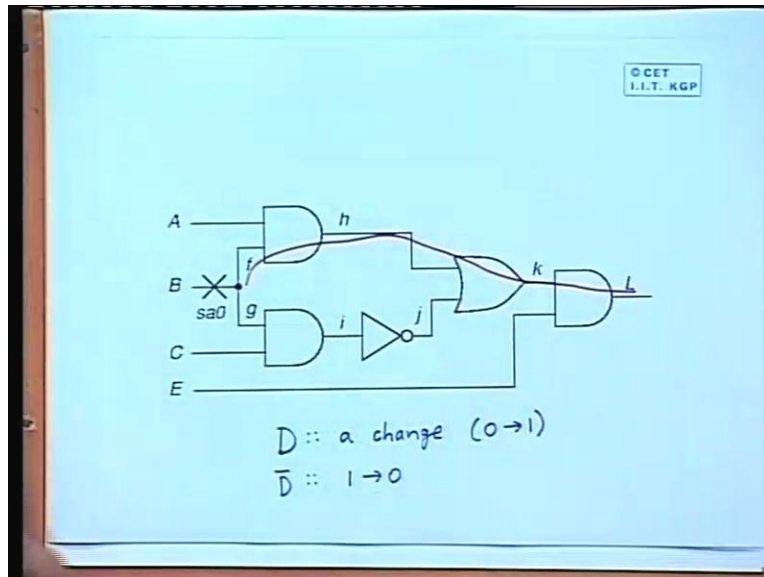 © CET
I.I.T. KGP
A
h
f
B
k
L
sa0
g
i
j
C
E
D :: a change (0→1)
D̅ :: 1→0